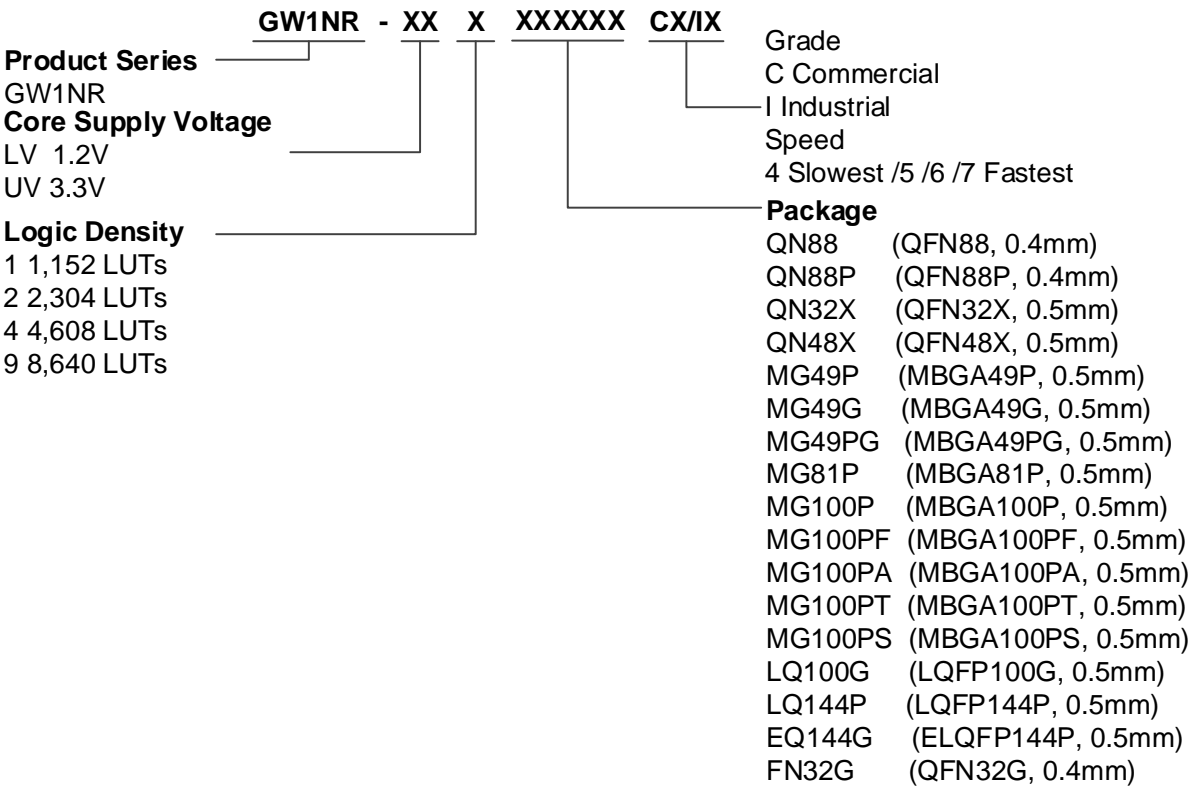 GW1NR - XX X XXXXXX CX/IX
Product Series
GW1NR
Core Supply Voltage
LV 1.2V
UV 3.3V
Logic Density
1 1,152 LUTs
2 2,304 LUTs
4 4,608 LUTs
9 8,640 LUTs
Grade
C Commercial
I Industrial
Speed
4 Slowest /5 /6 /7 Fastest
Package
QN88 (QFN88, 0.4mm)
QN88P (QFN88P, 0.4mm)
QN32X (QFN32X, 0.5mm)
QN48X (QFN48X, 0.5mm)
MG49P (MBGA49P, 0.5mm)
MG49G (MBGA49G, 0.5mm)
MG49PG (MBGA49PG, 0.5mm)
MG81P (MBGA81P, 0.5mm)
MG100P (MBGA100P, 0.5mm)
MG100PF (MBGA100PF, 0.5mm)
MG100PA (MBGA100PA, 0.5mm)
MG100PT (MBGA100PT, 0.5mm)
MG100PS (MBGA100PS, 0.5mm)
LQ100G (LQFP100G, 0.5mm)
LQ144P (LQFP144P, 0.5mm)
EQ144G (ELQFP144P, 0.5mm)
FN32G (QFN32G, 0.4mm)